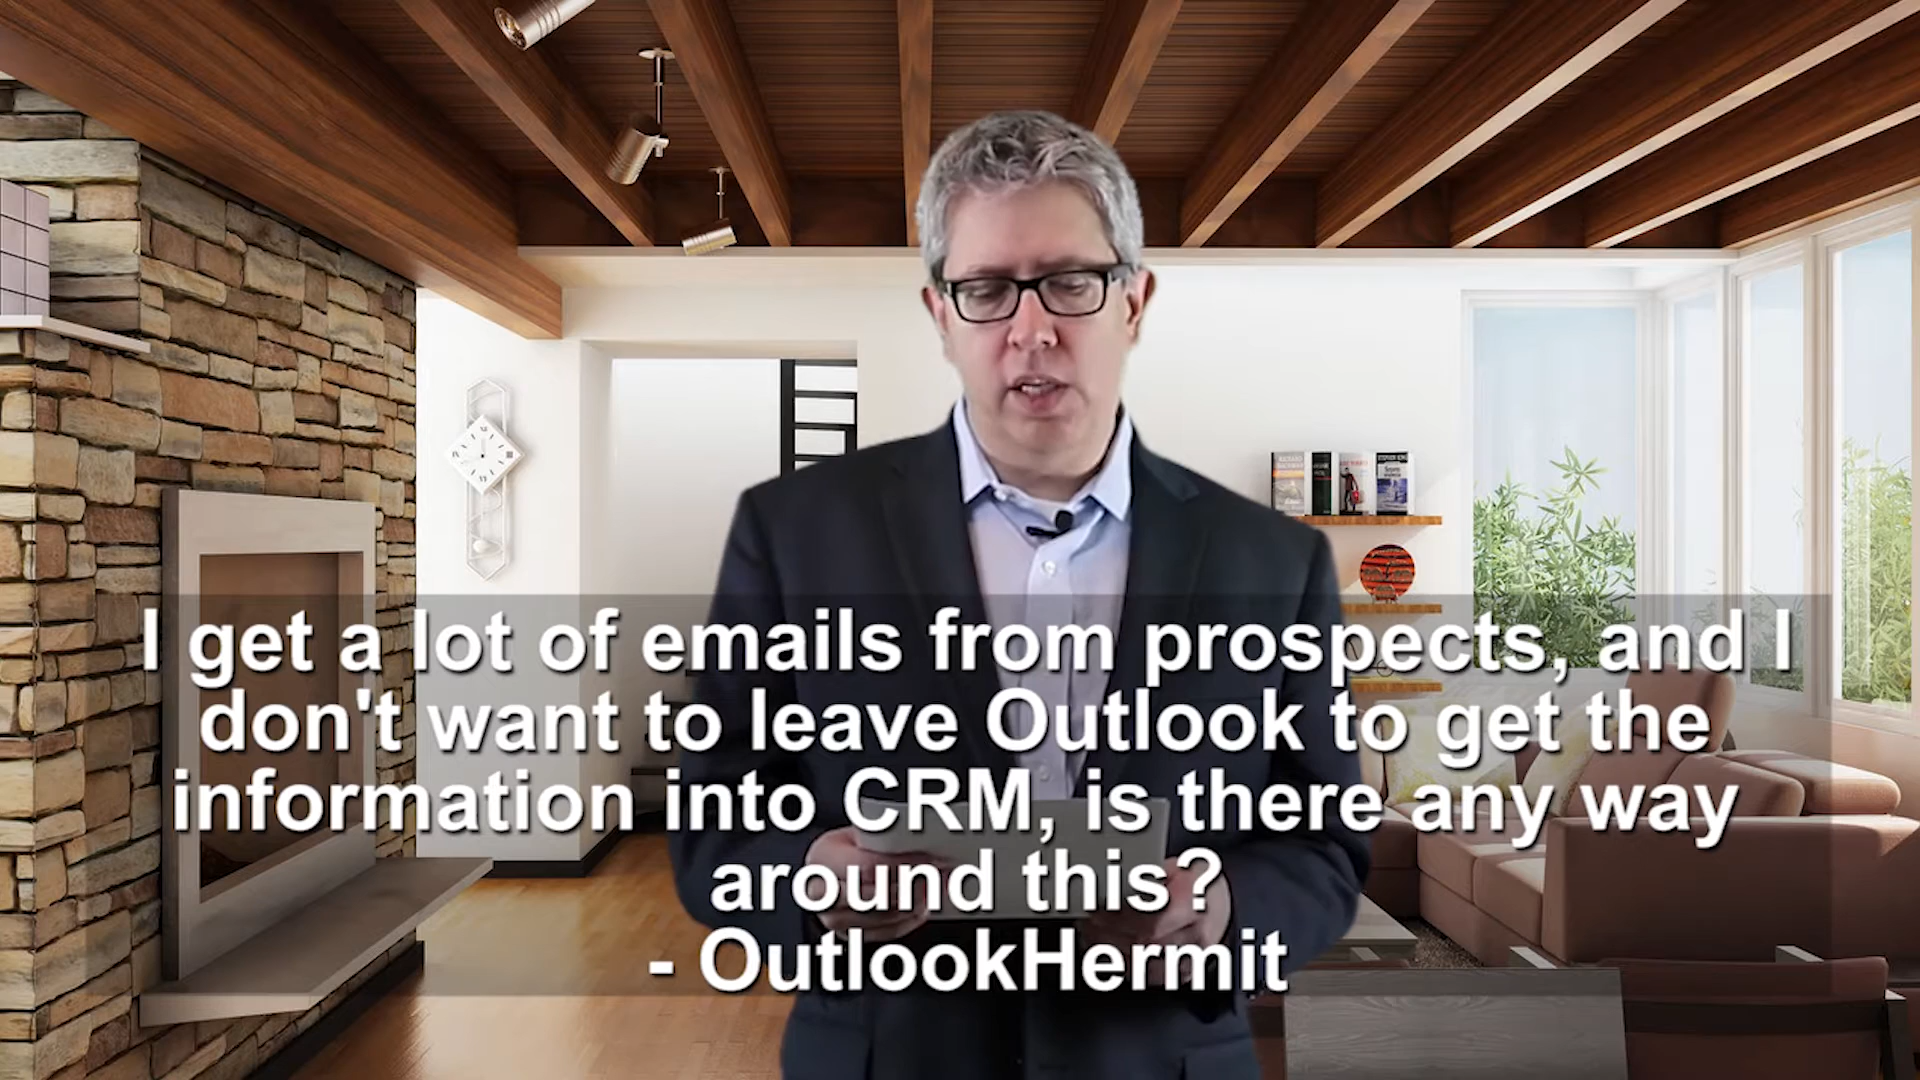 I get a lot of emails from prospects, and I
don't want to leave Outlook to get the
information into CRM, is there any way
around this?
- OutlookHermit